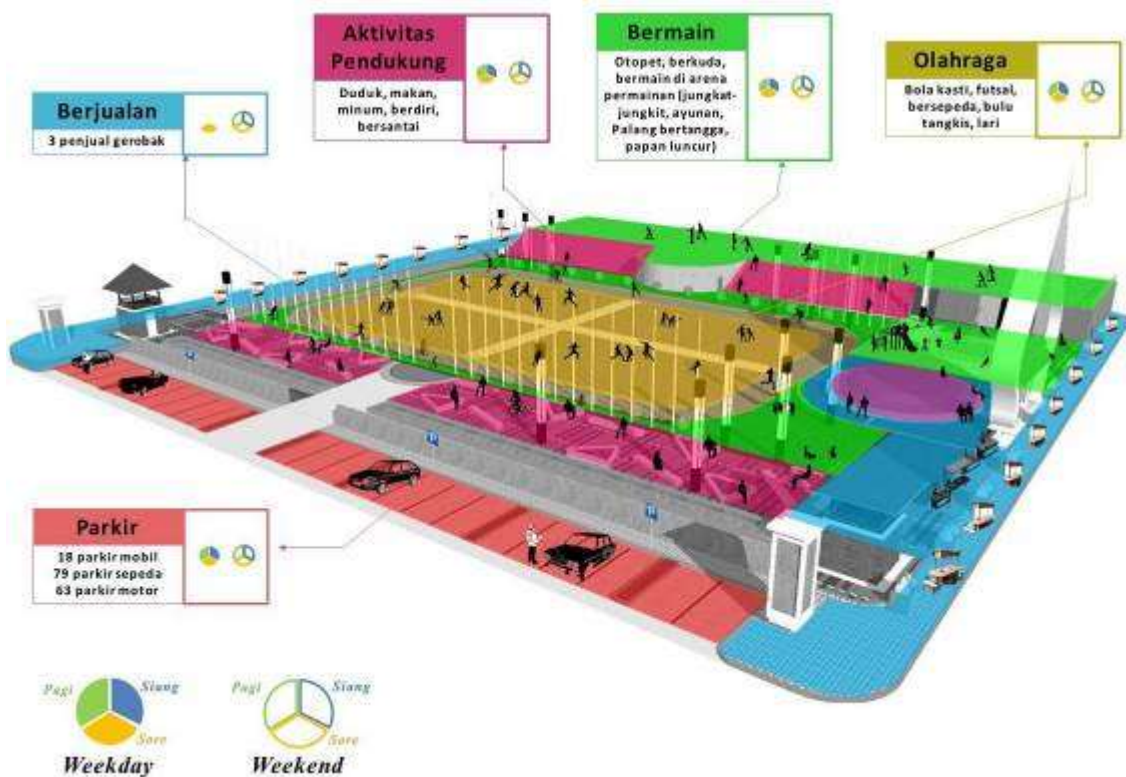 Aktivitas
Pendukung
Duduk, makan,
minum, berdiri,
bersantai
Bermain
Otopet, berkuda,
bermain di arena
permainan (jungkat-
jungkit, ayunan,
Palang bertangga,
papan luncur)
Olahraga
Bola kasti, futsal,
bersepeda, bulu
tangkis, lari
Berjualan
3 penjual gerobak
Parkir
18 parkir mobil
79 parkir sepeda
63 parkir motor
P
P
P
Pagi
Siang
Sore
Weekday
Pagi
Siang
Sore
Weekend